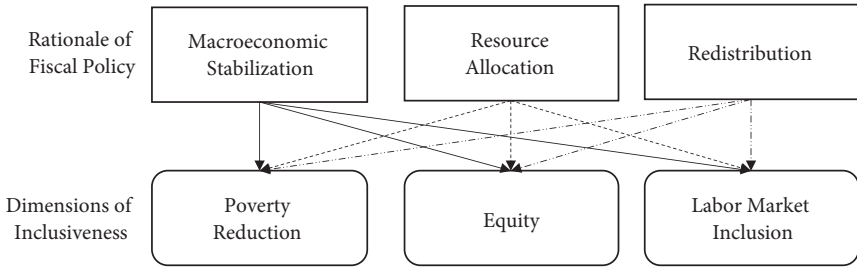 Rationale of
Fiscal Policy
Macroeconomic
Stabilization
Resource
Allocation
Redistribution
Dimensions of
Inclusiveness
Poverty
Reduction
Equity
Labor Market
Inclusion